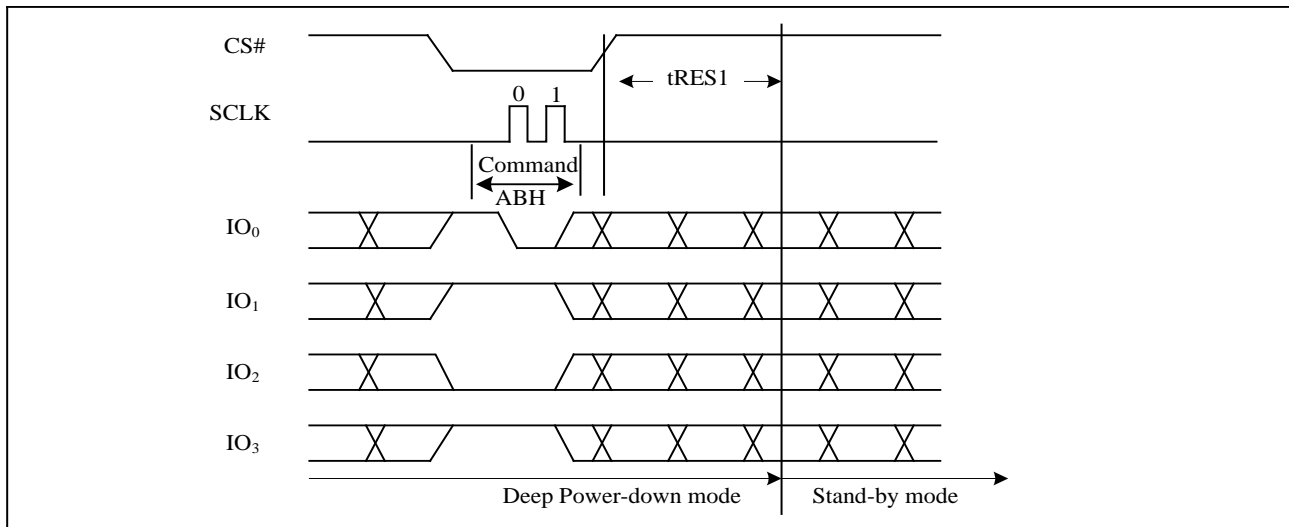 CS#
tRES1
0 1
SCLK
Command
ABH
IO₀
IO₁
IO₂
IO₃
Deep Power-down mode Stand-by mode